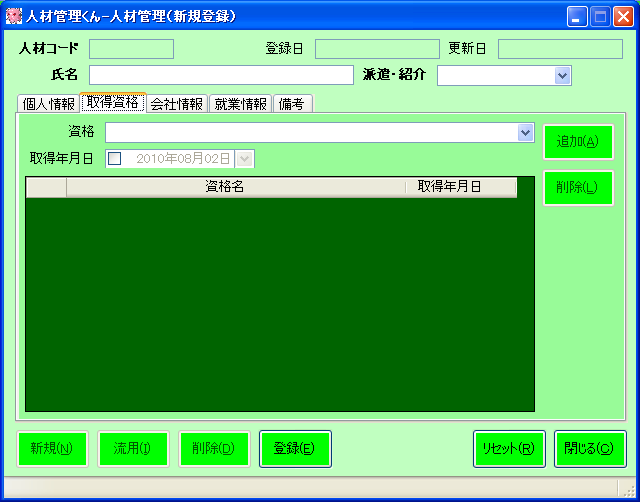 人材管理くん-人材管理(新規登録)
人材コード 登録日 更新日
氏名 派遣・紹介
個人情報 取得資格 会社情報 就業情報 備考
資格 追加(A)
取得年月日 2010年08月02日
資格名 取得年月日 削除(L)
新規(N) 流用(I) 削除(D) 登録(E) リセット(R) 閉じる(C)